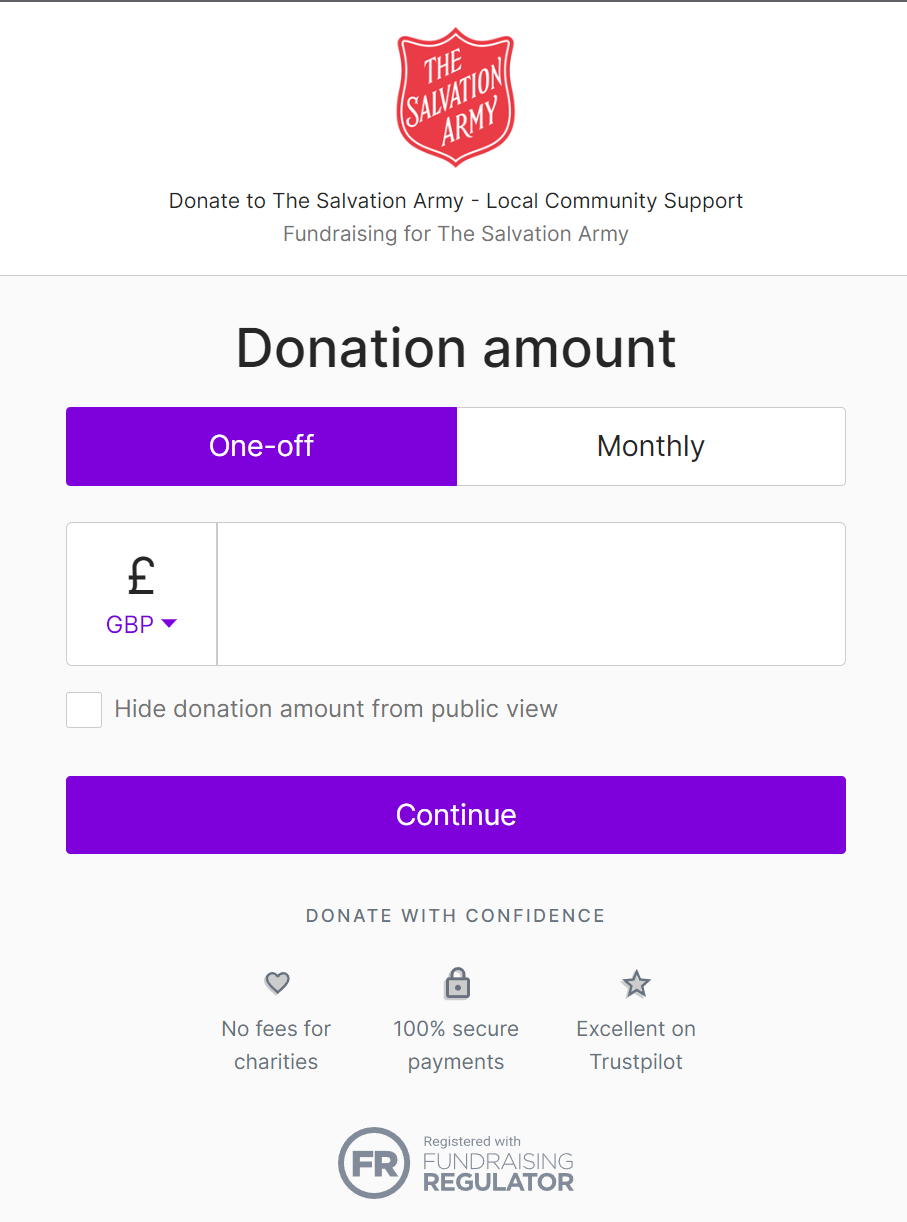 THE
SALVATION
ARMY
Donate to The Salvation Army - Local Community Support
Fundraising for The Salvation Army
Donation amount
One-off
Monthly
£
GBP
Hide donation amount from public view
Continue
DONATE WITH CONFIDENCE
No fees for
charities
100% secure
payments
Excellent on
Trustpilot
FR
Registered with
FUNDRAISING
REGULATOR